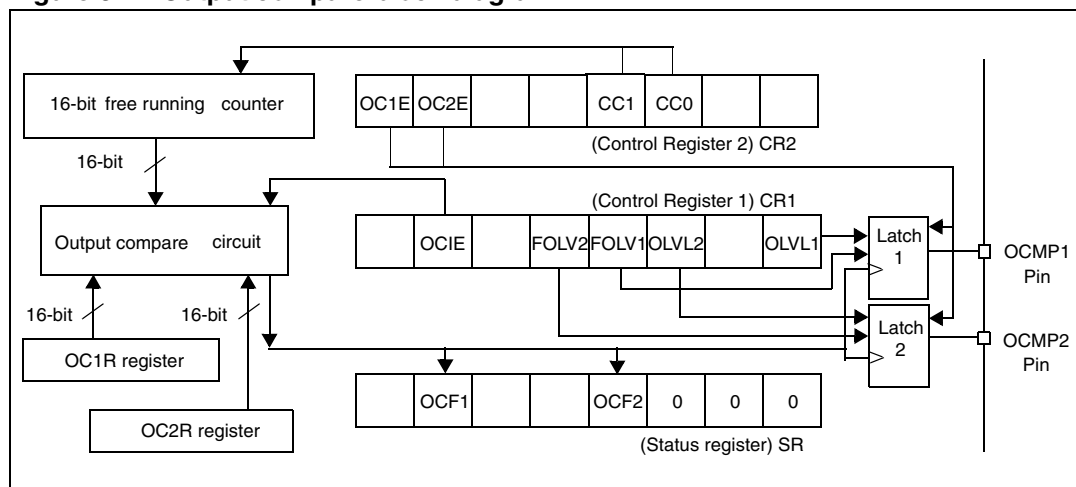 16-bit free running counter
OC1E OC2E CC1 CC0
(Control Register 2) CR2
16-bit
(Control Register 1) CR1
Output compare circuit
OCIE FOLV2 FOLV1 OLVL2 OLVL1
Latch
1
OCMP1
Pin
16-bit 16-bit
Latch
2
OCMP2
Pin
OC1R register
OCF1 OCF2 0 0 0
OC2R register
(Status register) SR